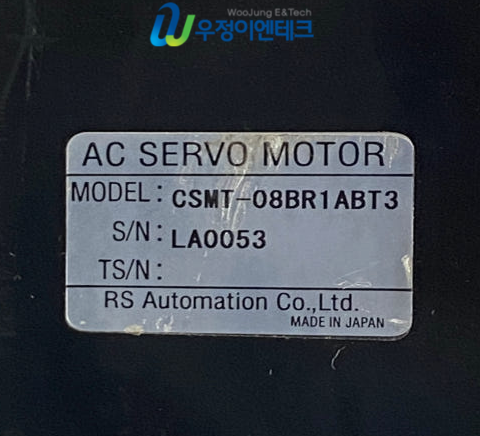 WooJung E&Tech
우정이엔테크
AC SERVO MOTOR
MODEL: CSMT-08BR1ABT3
S/N: LA0053
TS/N:
RS Automation Co.,Ltd.
MADE IN JAPAN